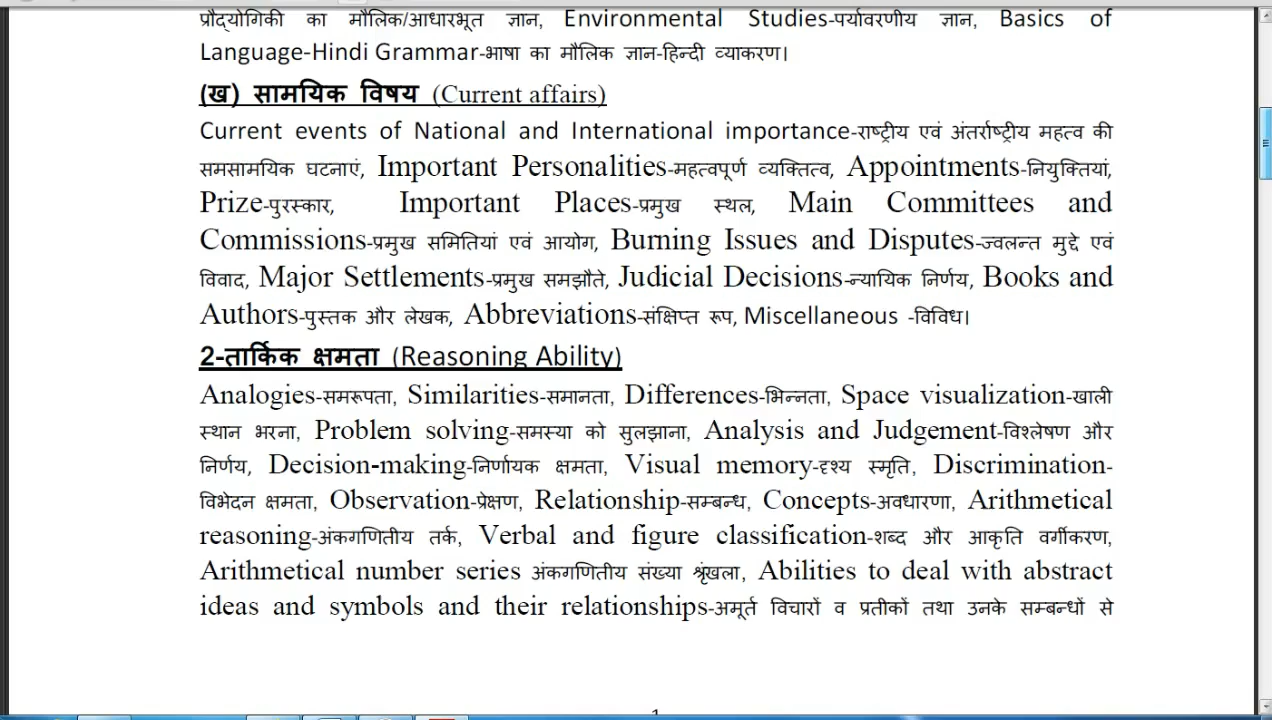 प्रौद्योगिकी का मौलिक/आधारभूत ज्ञान, Environmental Studies-पर्यावरणीय ज्ञान, Basics of
Language-Hindi Grammar-भाषा का मौलिक ज्ञान-हिन्दी व्याकरण।
(ख) सामयिक विषय (Current affairs)
Current events of National and International importance-राष्ट्रीय एवं अंतर्राष्ट्रीय महत्व की
समसामयिक घटनाएं, Important Personalities-महत्वपूर्ण व्यक्तित्व, Appointments-नियुक्तियां,
Prize-पुरस्कार, Important Places-प्रमुख स्थल, Main Committees and
Commissions-प्रमुख समितियां एवं आयोग, Burning Issues and Disputes-ज्वलन्त मुद्दे एवं
विवाद, Major Settlements-प्रमुख समझौते, Judicial Decisions-न्यायिक निर्णय, Books and
Authors-पुस्तक और लेखक, Abbreviations-संक्षिप्त रूप, Miscellaneous -विविध।
2-तार्किक क्षमता (Reasoning Ability)
Analogies-समरूपता, Similarities-समानता, Differences-भिन्नता, Space visualization-खाली
स्थान भरना, Problem solving-समस्या को सुलझाना, Analysis and Judgement-विश्लेषण और
निर्णय, Decision-making-निर्णायक क्षमता, Visual memory-दृश्य स्मृति, Discrimination-
विभेदन क्षमता, Observation-प्रेक्षण, Relationship-सम्बन्ध, Concepts-अवधारणा, Arithmetical
reasoning-अंकगणितीय तर्क, Verbal and figure classification-शब्द और आकृति वर्गीकरण,
Arithmetical number series अंकगणितीय संख्या श्रृंखला, Abilities to deal with abstract
ideas and symbols and their relationships-अमूर्त विचारों व प्रतीकों तथा उनके सम्बन्धों से
1